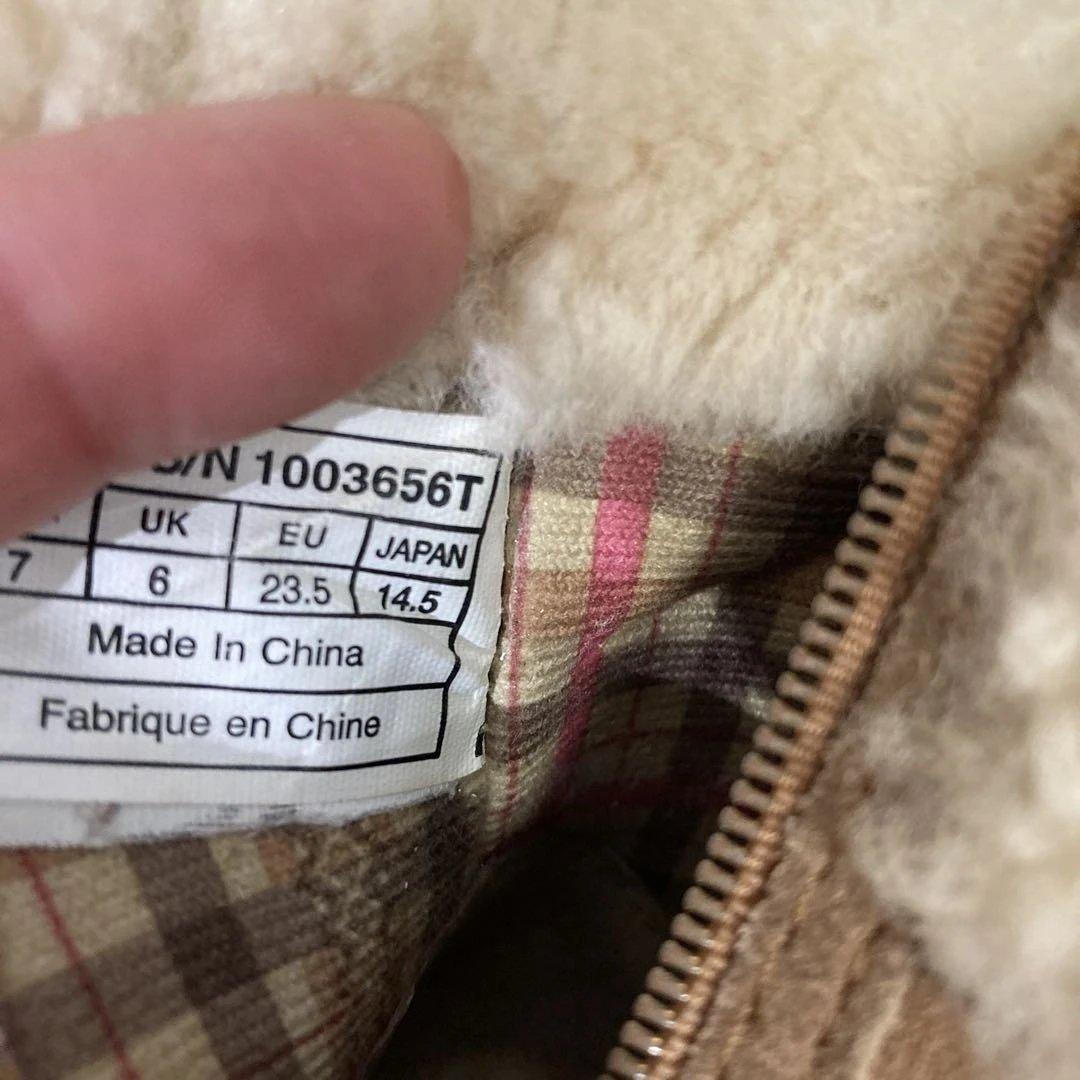 S/N 1003656T
UK EU JAPAN
7 6 23.5 14.5
Made In China
Fabrique en Chine